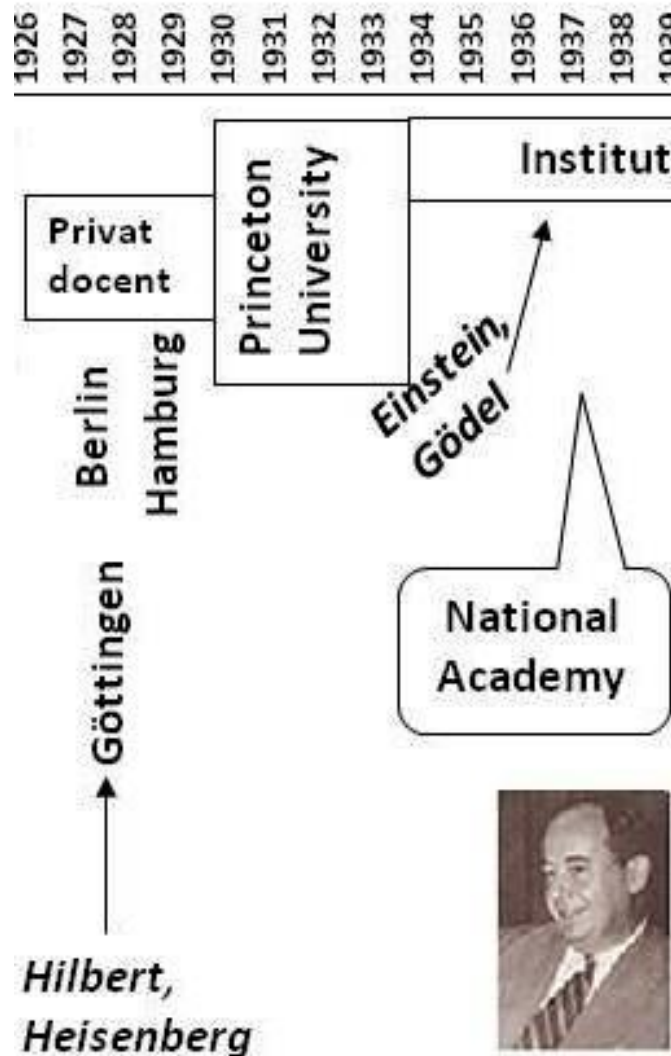 1926 1927 1928 1929 1930 1931 1932 1933 1934 1935 1936 1937 1938
Institut
Privat
docent
Princeton
University
Berlin
Hamburg
Einstein,
Gödel
Göttingen
National
Academy
Hilbert,
Heisenberg